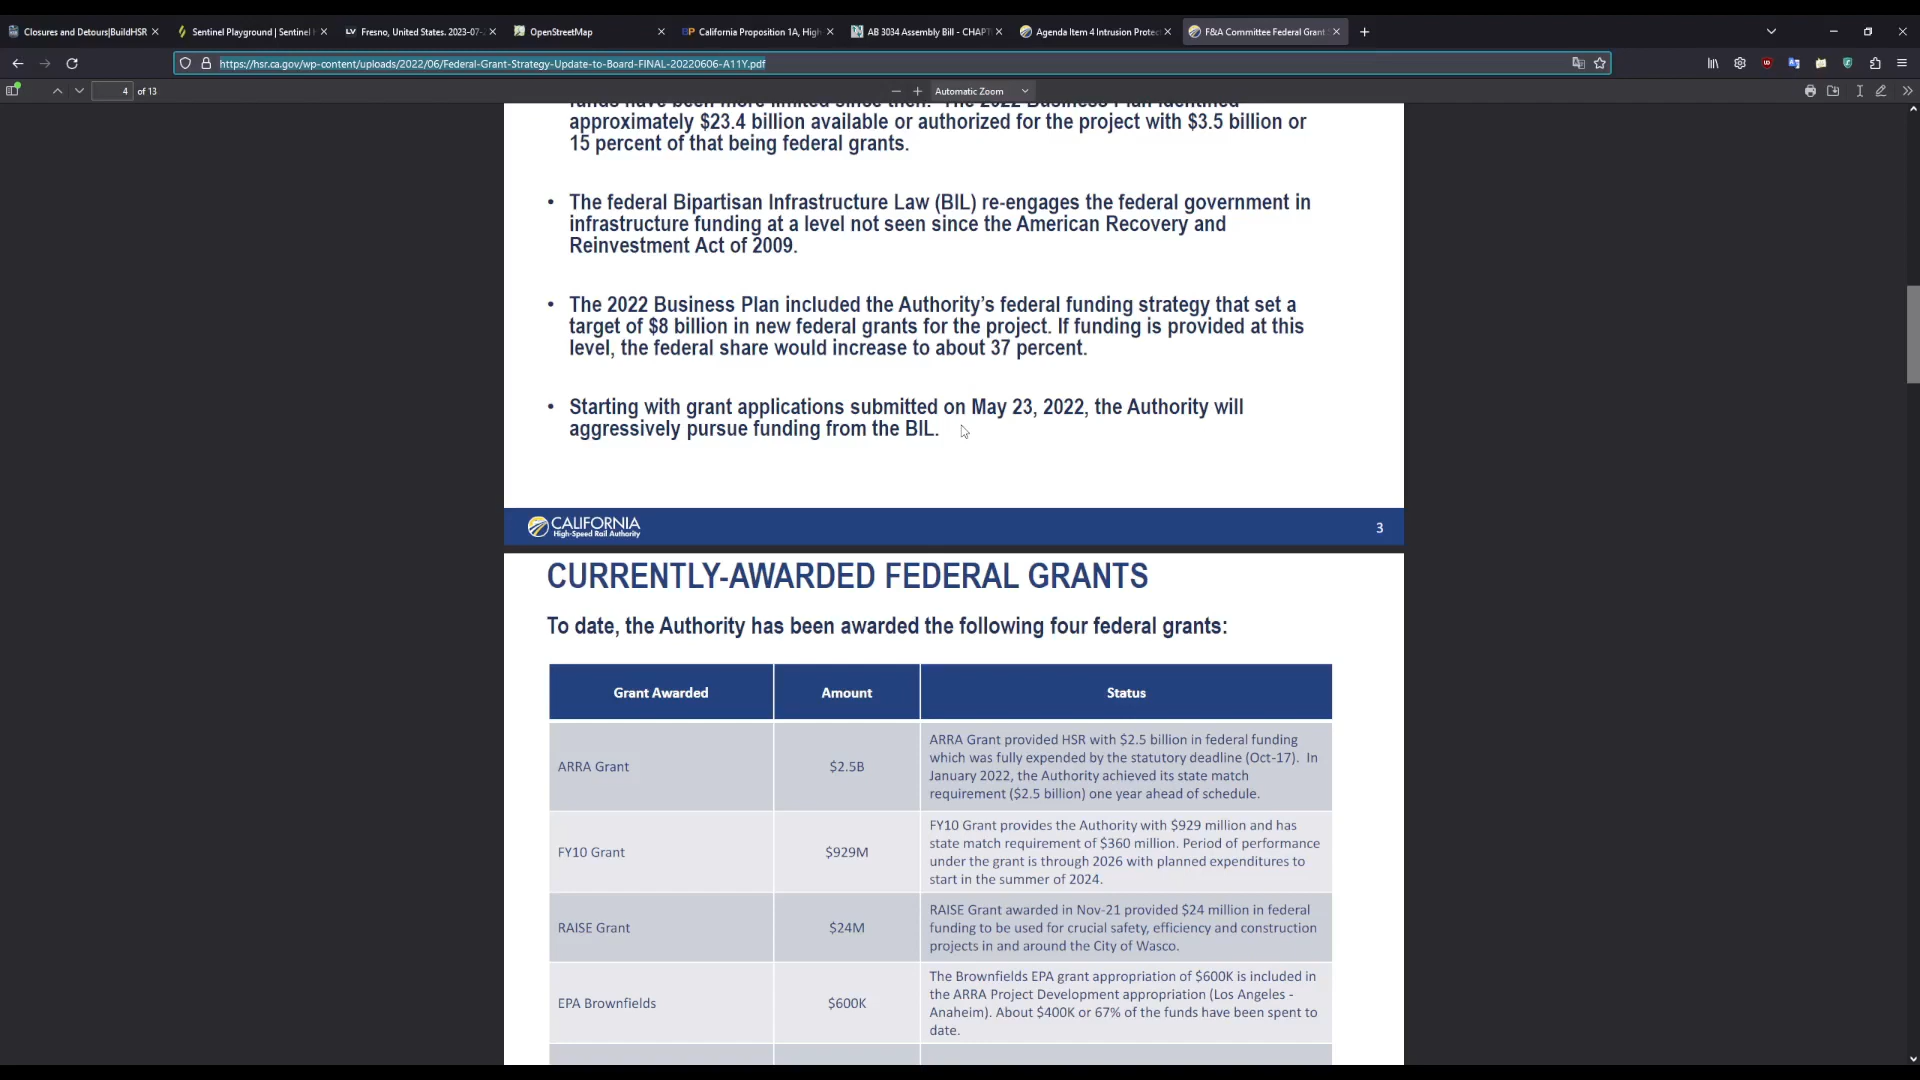 Closures and Detours|BuildHSR
Sentinel Playground | Sentinel
Fresno, United States. 2023-07-
OpenStreetMap
California Proposition 1A, High
AB 3034 Assembly Bill - CHAPT
Agenda Item 4 Intrusion Protec
F&A Committee Federal Grant
https://hsr.ca.gov/wp-content/uploads/2022/06/Federal-Grant-Strategy-Update-to-Board-FINAL-20220606-A11Y.pdf
4 of 13
Automatic Zoom
funds have been more limited since then. The 2022 Business Plan identified
approximately $23.4 billion available or authorized for the project with $3.5 billion or
15 percent of that being federal grants.
• The federal Bipartisan Infrastructure Law (BIL) re-engages the federal government in
infrastructure funding at a level not seen since the American Recovery and
Reinvestment Act of 2009.
• The 2022 Business Plan included the Authority's federal funding strategy that set a
target of $8 billion in new federal grants for the project. If funding is provided at this
level, the federal share would increase to about 37 percent.
• Starting with grant applications submitted on May 23, 2022, the Authority will
aggressively pursue funding from the BIL.
CALIFORNIA
High-Speed Rail Authority
3
CURRENTLY-AWARDED FEDERAL GRANTS
To date, the Authority has been awarded the following four federal grants:
Grant Awarded Amount Status
ARRA Grant
$2.5B
ARRA Grant provided HSR with $2.5 billion in federal funding
which was fully expended by the statutory deadline (Oct-17). In
January 2022, the Authority achieved its state match
requirement ($2.5 billion) one year ahead of schedule.
FY10 Grant
$929M
FY10 Grant provides the Authority with $929 million and has
state match requirement of $360 million. Period of performance
under the grant is through 2026 with planned expenditures to
start in the summer of 2024.
RAISE Grant
$24M
RAISE Grant awarded in Nov-21 provided $24 million in federal
funding to be used for crucial safety, efficiency and construction
projects in and around the City of Wasco.
EPA Brownfields
$600K
The Brownfields EPA grant appropriation of $600K is included in
the ARRA Project Development appropriation (Los Angeles -
Anaheim). About $400K or 67% of the funds have been spent to
date.